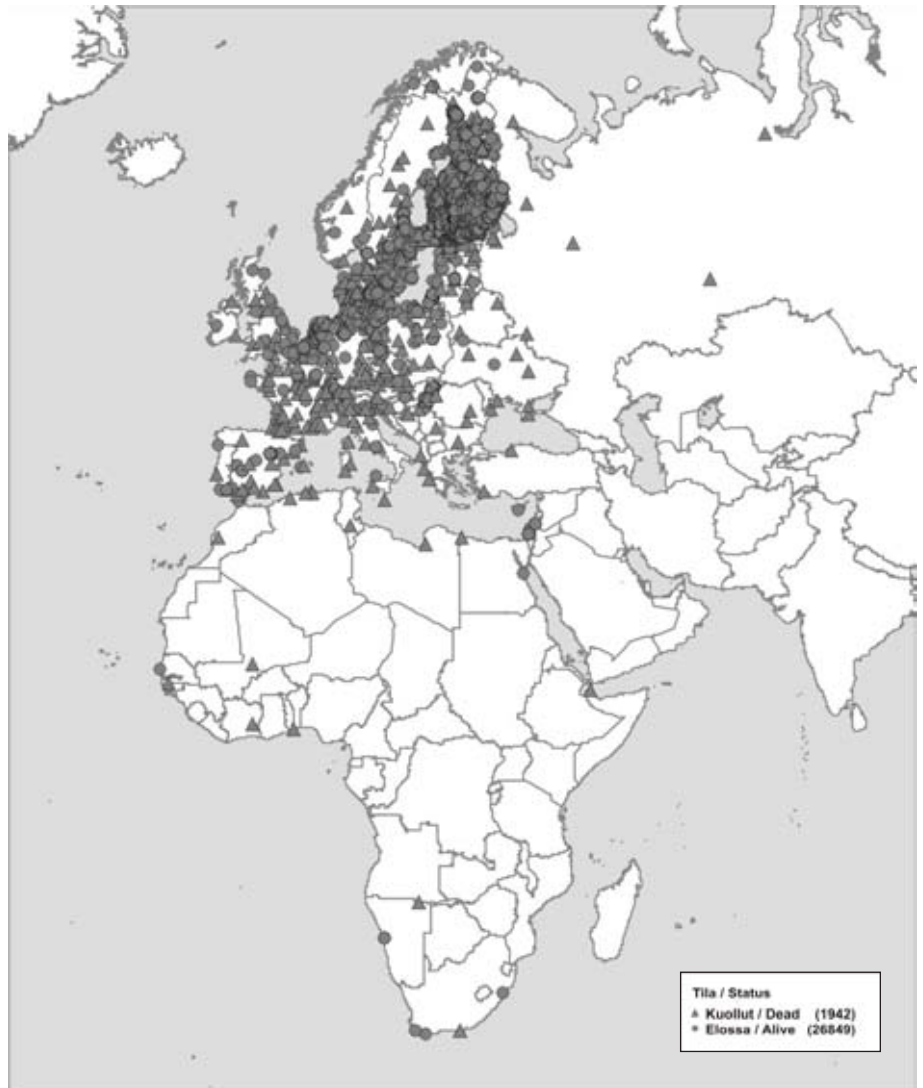 Tila / Status
Kuollut / Dead (1942)
Elossa / Alive (26849)